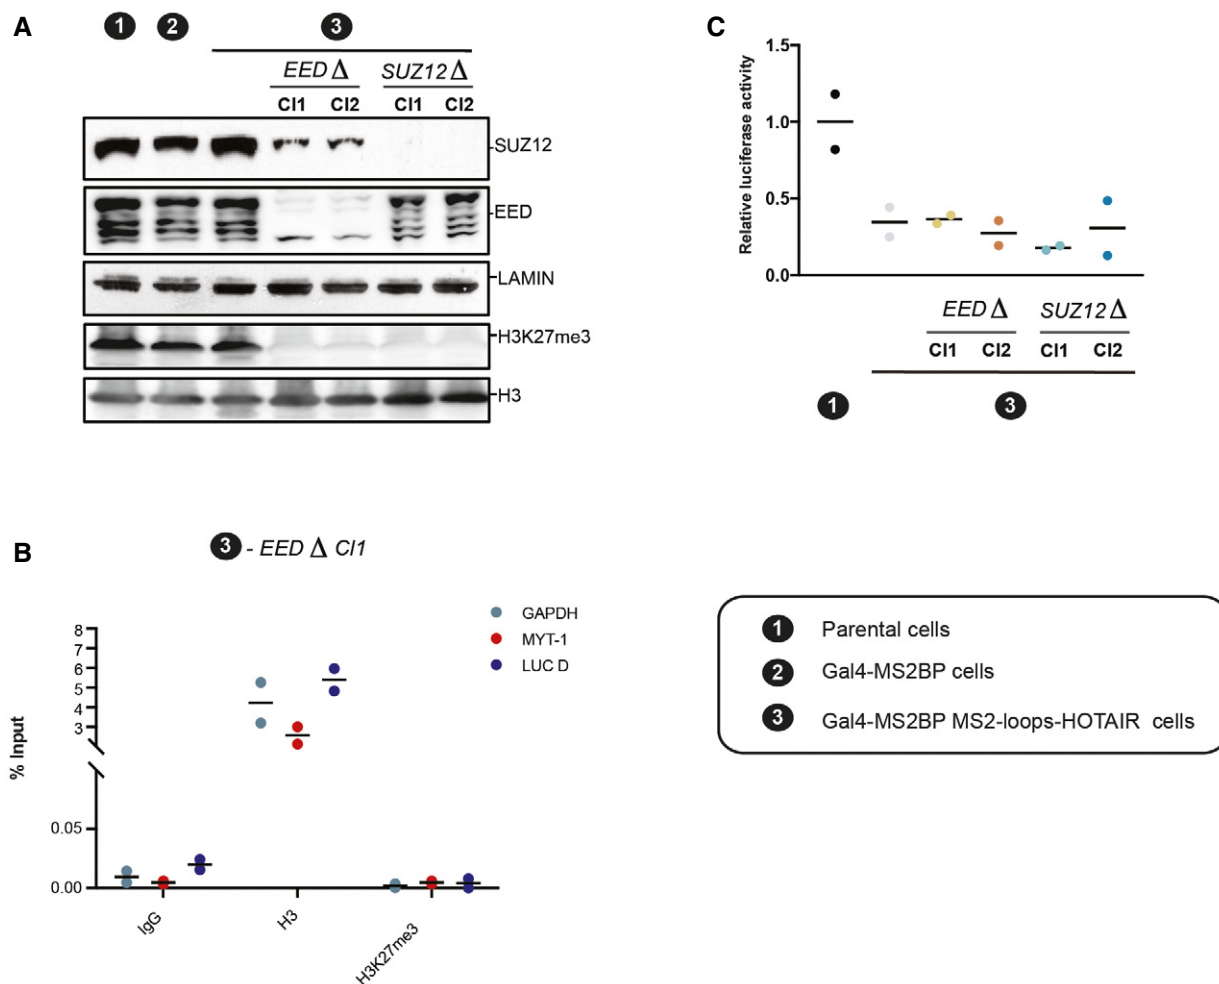 A
1 2 3
EED Δ SUZ12 Δ
Cl1 Cl2 Cl1 Cl2
SUZ12
EED
LAMIN
H3K27me3
H3
C
Relative luciferase activity
1.5
1.0
0.5
0.0
EED Δ SUZ12 Δ
Cl1 Cl2 Cl1 Cl2
1 3
B
3 - EED Δ Cl1
% Input
8
7
6
5
4
3
0.05
0.00
IgG H3 H3K27me3
GAPDH
MYT-1
LUC D
1 Parental cells
2 Gal4-MS2BP cells
3 Gal4-MS2BP MS2-loops-HOTAIR cells